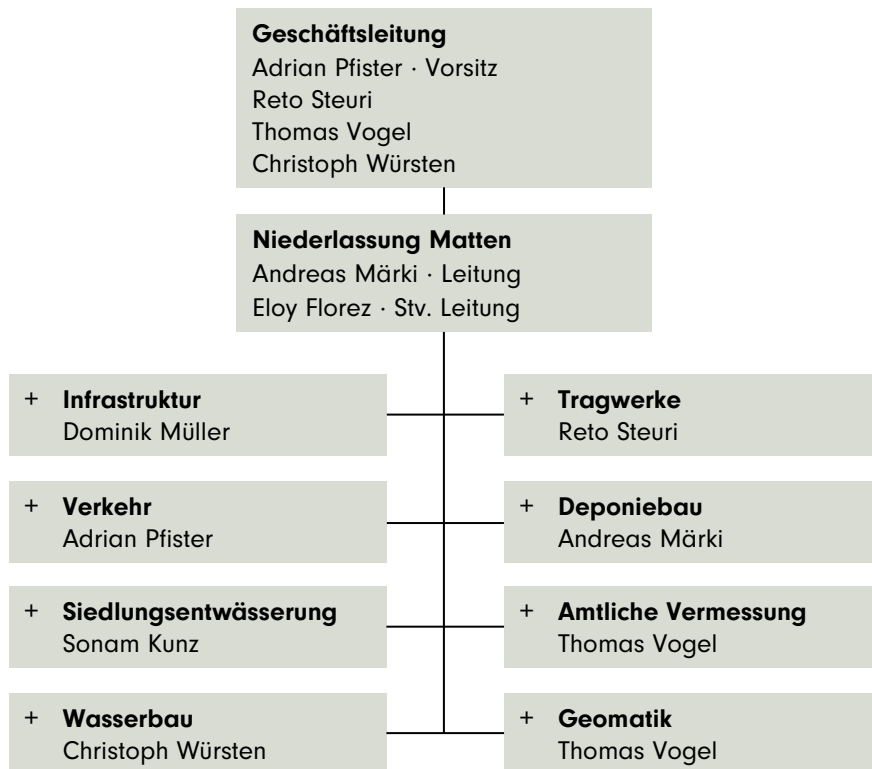 Geschäftsleitung
Adrian Pfister · Vorsitz
Reto Steuri
Thomas Vogel
Christoph Würsten
Niederlassung Matten
Andreas Märki · Leitung
Eloy Florez · Stv. Leitung
+ Infrastruktur
Dominik Müller
+ Tragwerke
Reto Steuri
+ Verkehr
Adrian Pfister
+ Deponiebau
Andreas Märki
+ Siedlungsentwässerung
Sonam Kunz
+ Amtliche Vermessung
Thomas Vogel
+ Wasserbau
Christoph Würsten
+ Geomatik
Thomas Vogel